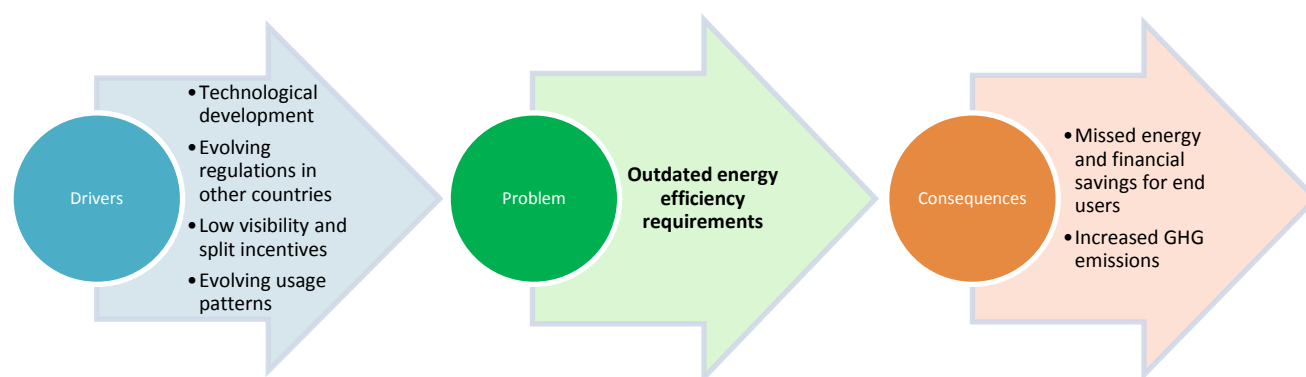 Drivers
•Technological
development
•Evolving
regulations in
other countries
•Low visibility and
split incentives
•Evolving usage
patterns
Problem
Outdated energy
efficiency
requirements
Consequences
•Missed energy
and financial
savings for end
users
•Increased GHG
emissions